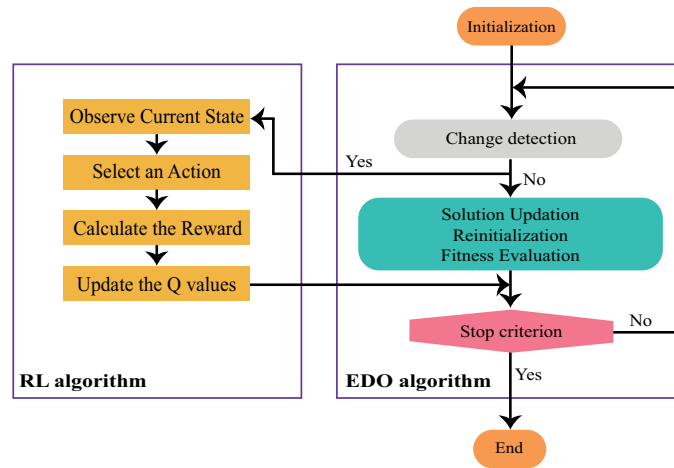 Initialization
Observe Current State
Select an Action
Calculate the Reward
Update the Q values
RL algorithm
Change detection
Yes
No
Solution Updation
Reinitialization
Fitness Evaluation
Stop criterion
No
Yes
EDO algorithm
End